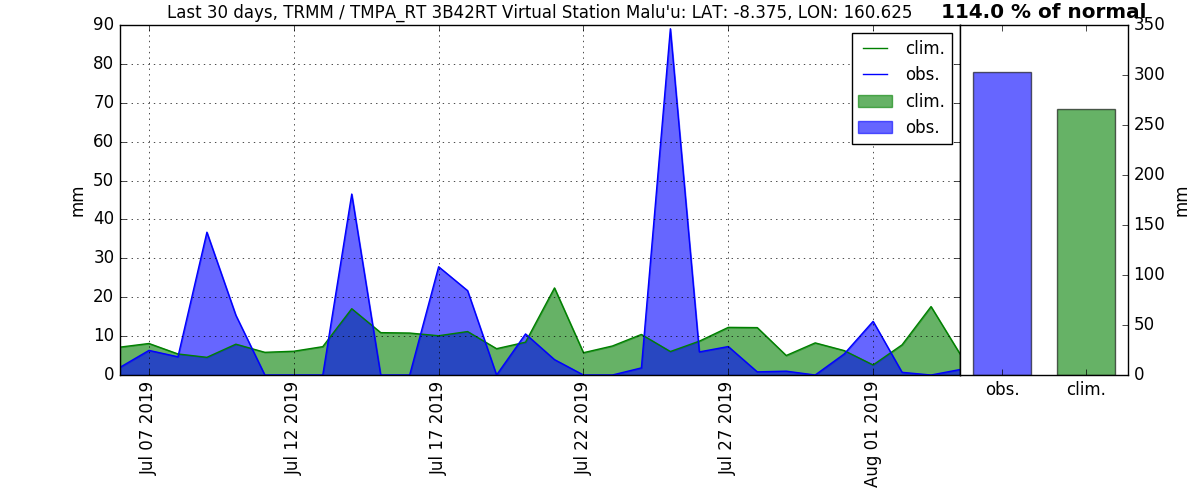 Last 30 days, TRMM / TMPA_RT 3B42RT Virtual Station Malu'u: LAT: -8.375, LON: 160.625
114.0 % of normal
90
80
70
60
50
40
30
20
10
0
mm
clim.
obs.
clim.
obs.
350
300
250
200
150
100
50
0
mm
obs.
clim.
Jul 07 2019
Jul 12 2019
Jul 17 2019
Jul 22 2019
Jul 27 2019
Aug 01 2019